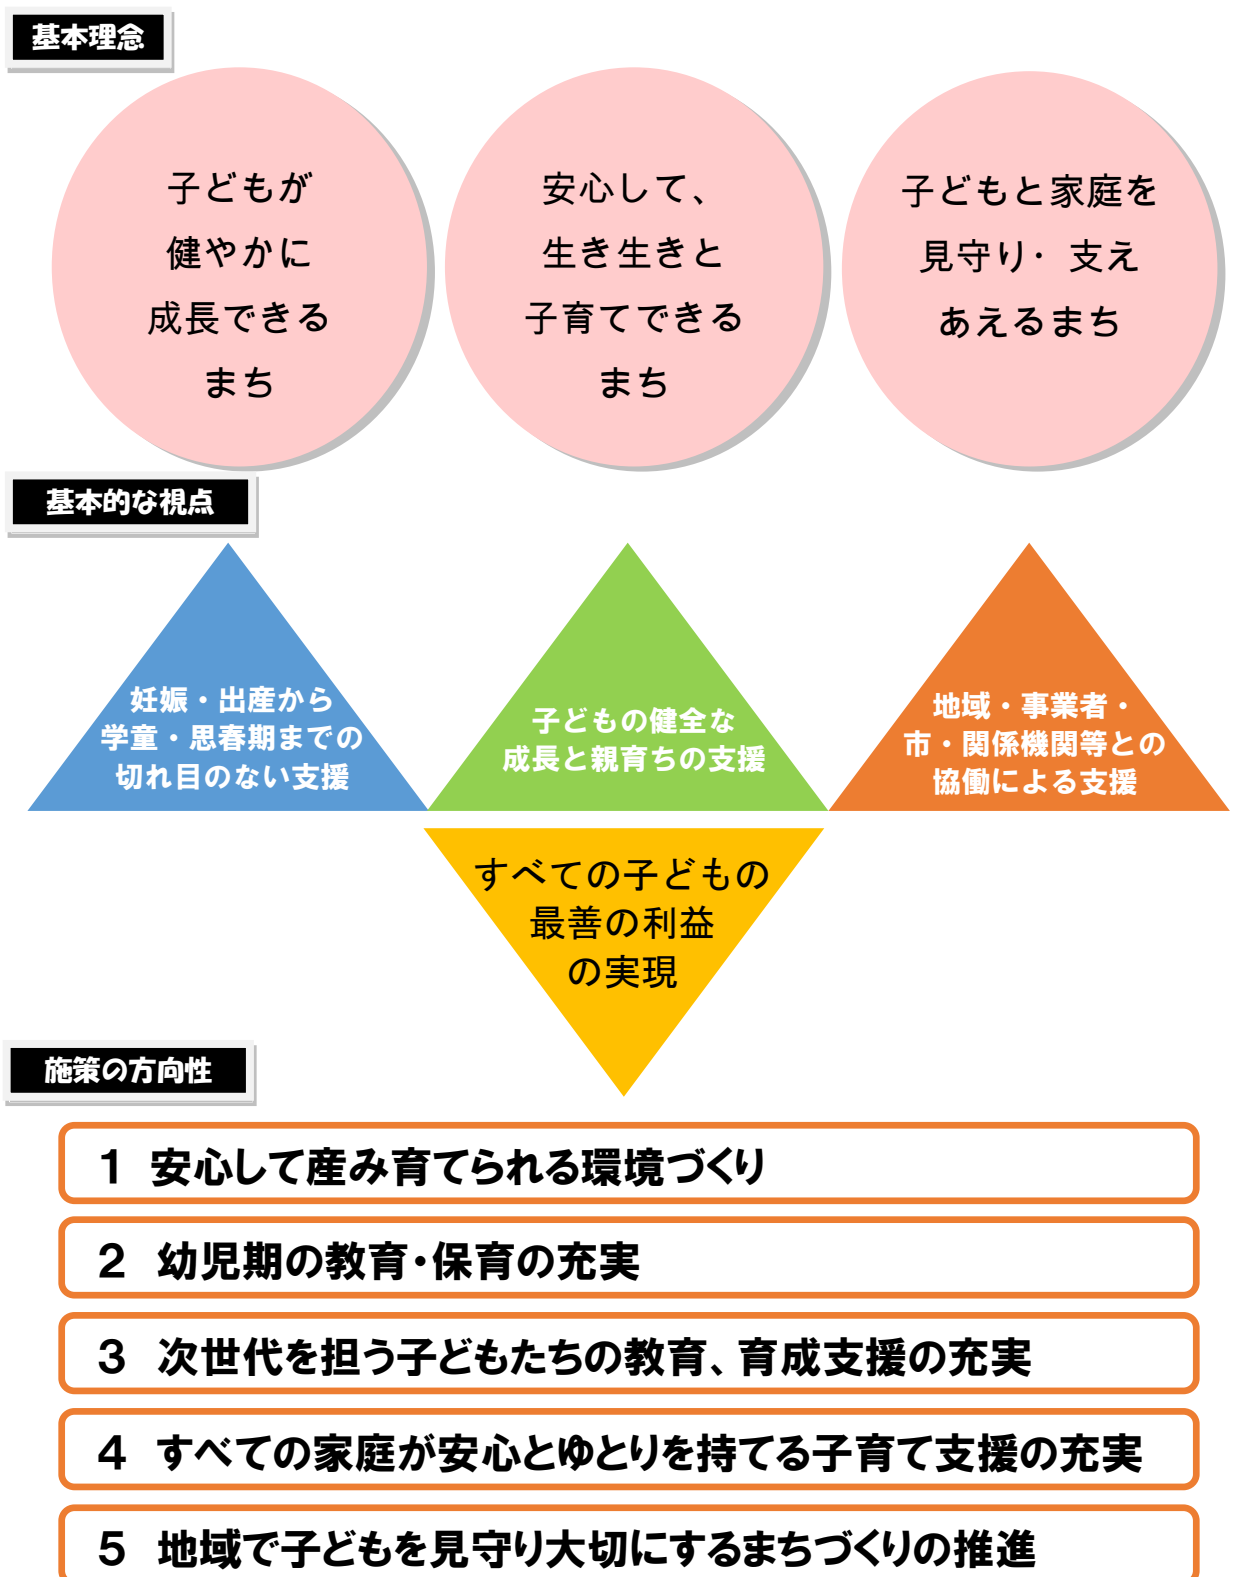 基本理念
子どもが
健やかに
成長できる
まち
安心して、
生き生きと
子育てできる
まち
子どもと家庭を
見守り・ 支え
あえるまち
基本的な視点
妊娠・出産から
学童・思春期までの
切れ目のない支援
子どもの健全な
成長と親育ちの支援
地域・事業者・
市・関係機関等との
協働による支援
すべての子どもの
最善の利益
の実現
施策の方向性
1 安心して産み育てられる環境づくり
2 幼児期の教育・保育の充実
3 次世代を担う子どもたちの教育、育成支援の充実
4 すべての家庭が安心とゆとりを持てる子育て支援の充実
5 地域で子どもを見守り大切にするまちづくりの推進